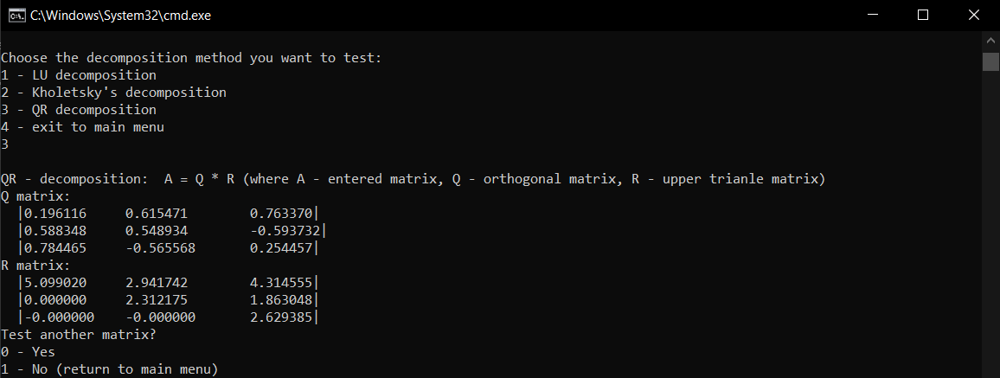 C:\Windows\System32\cmd.exe
Choose the decomposition method you want to test:
1 - LU decomposition
2 - Kholetsky's decomposition
3 - QR decomposition
4 - exit to main menu
3
QR - decomposition:  A = Q * R (where A - entered matrix, Q - orthogonal matrix, R - upper trianle matrix)
Q matrix:
  |0.196116     0.615471        0.763370|
  |0.588348     0.548934        -0.593732|
  |0.784465     -0.565568       0.254457|
R matrix:
  |5.099020     2.941742        4.314555|
  |0.000000     2.312175        1.863048|
  |-0.000000    -0.000000       2.629385|
Test another matrix?
0 - Yes
1 - No (return to main menu)